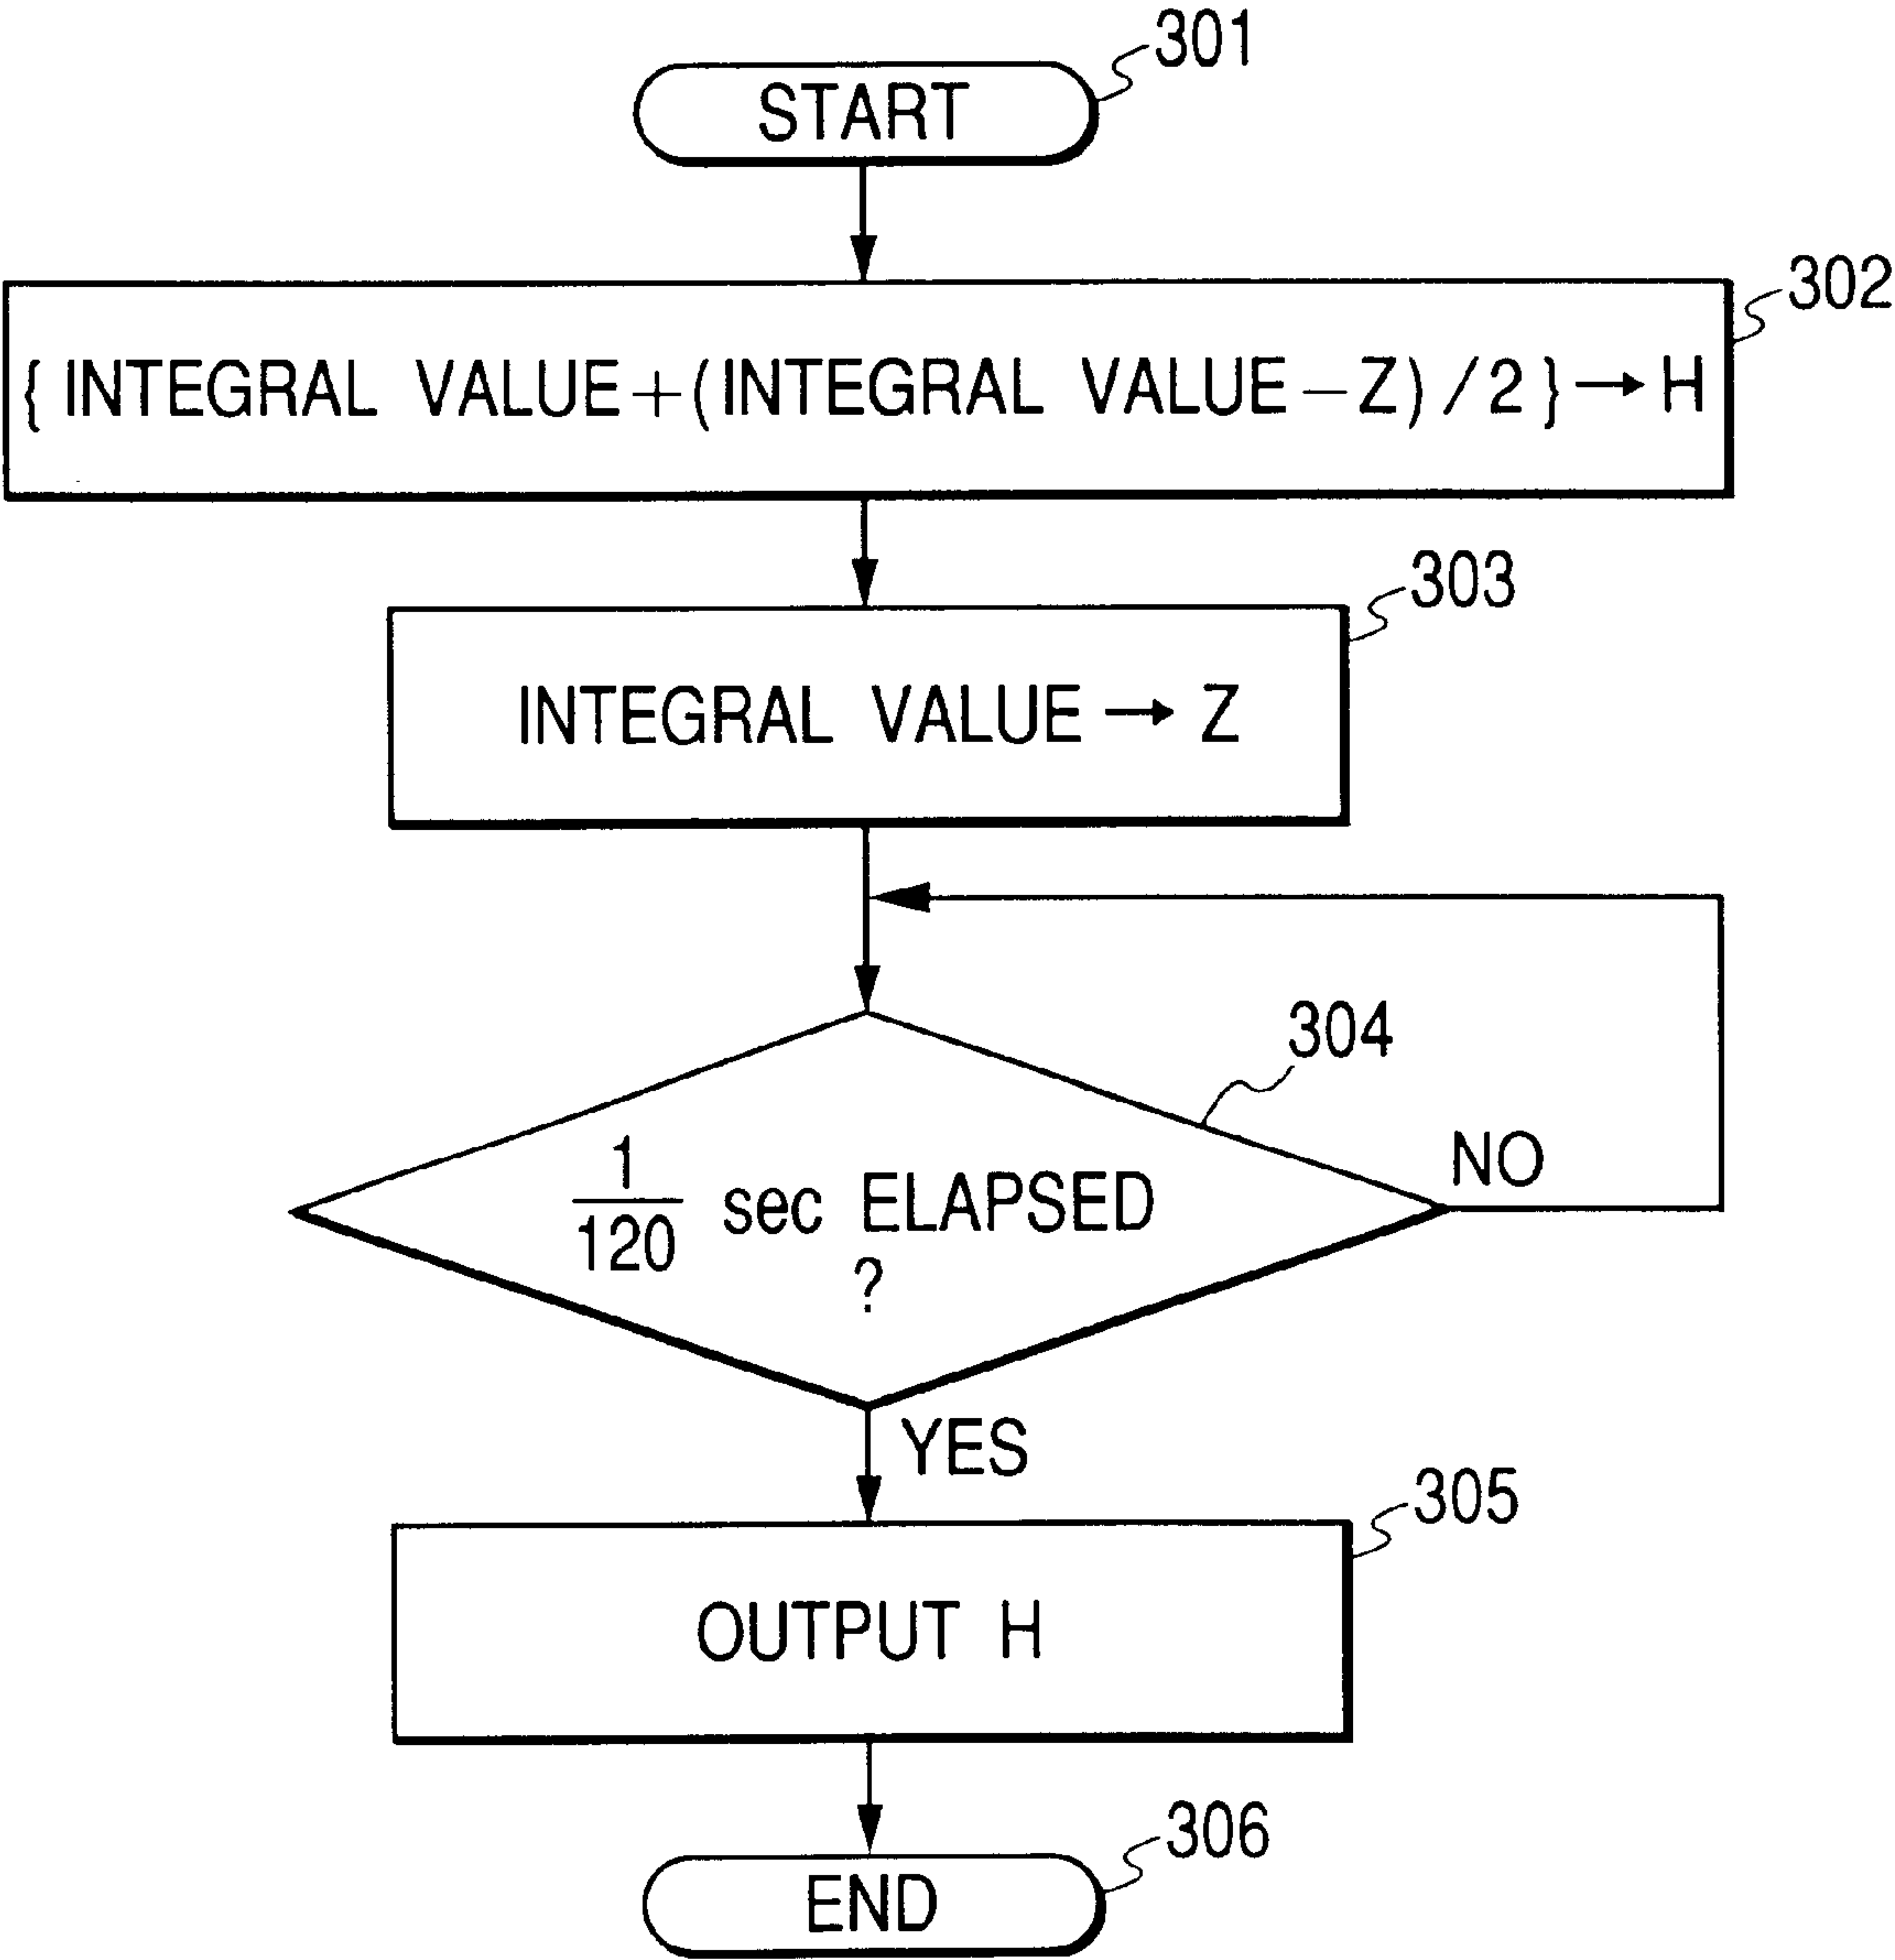 301
START
302
{ INTEGRAL VALUE+(INTEGRAL VALUE−Z)/2 }→H
303
INTEGRAL VALUE→Z
304
NO
1/120 sec ELAPSED
?
YES
305
OUTPUT H
306
END